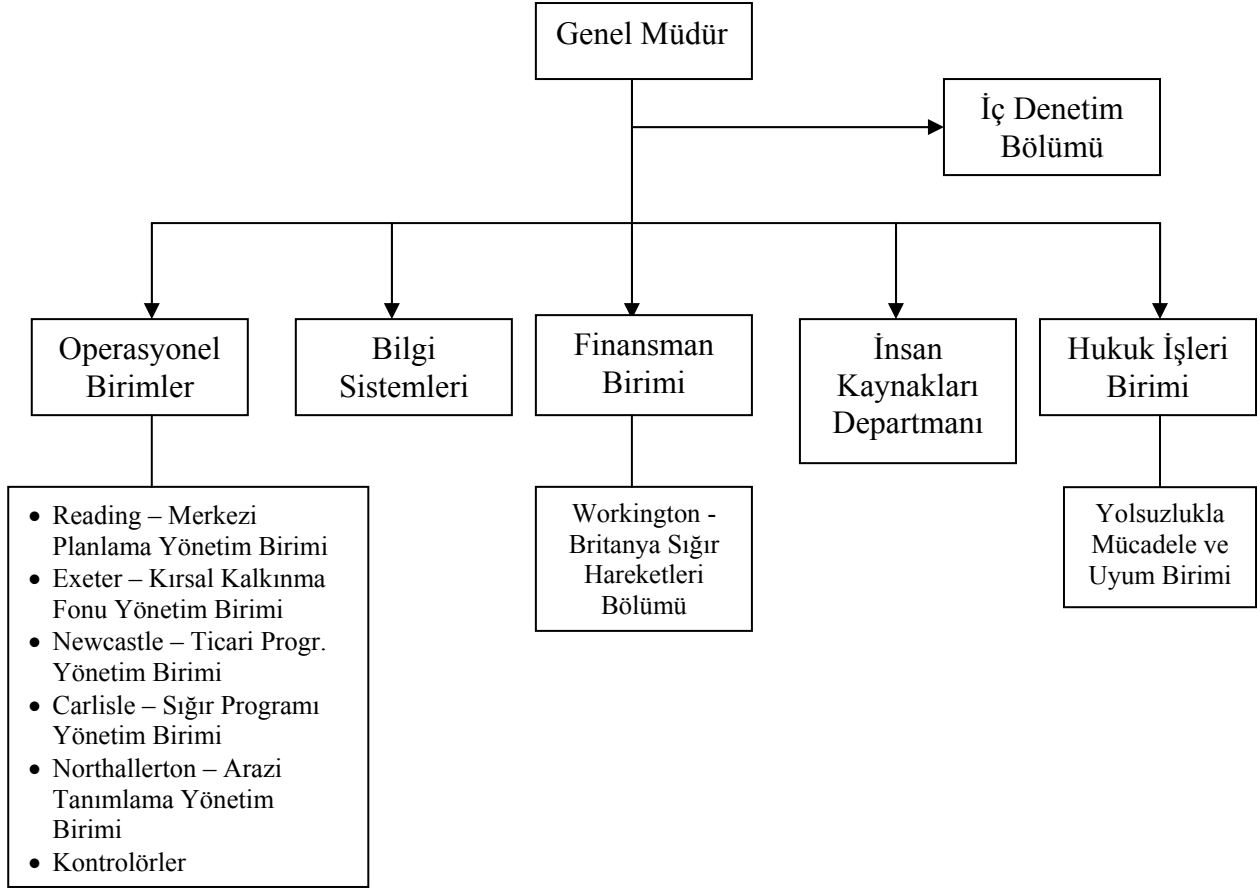 Genel Müdür
İç Denetim
Bölümü
Operasyonel
Birimler
Bilgi
Sistemleri
Finansman
Birimi
İnsan
Kaynakları
Departmanı
Hukuk İşleri
Birimi
• Reading – Merkezi
Planlama Yönetim Birimi
• Exeter – Kırsal Kalkınma
Fonu Yönetim Birimi
• Newcastle – Ticari Progr.
Yönetim Birimi
• Carlisle – Sığır Programı
Yönetim Birimi
• Northallerton – Arazi
Tanımlama Yönetim
Birimi
• Kontrolörler
Workington -
Britanya Sığır
Hareketleri
Bölümü
Yolsuzlukla
Mücadele ve
Uyum Birimi